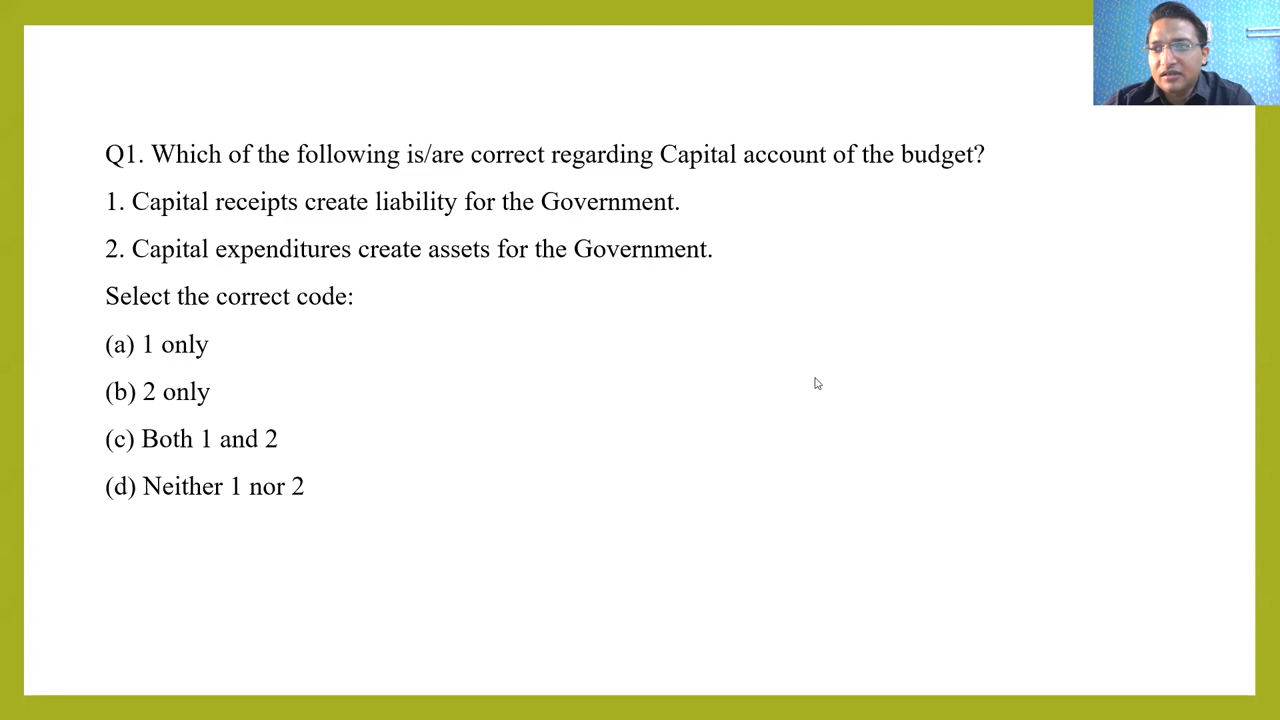 Q1. Which of the following is/are correct regarding Capital account of the budget?
1. Capital receipts create liability for the Government.
2. Capital expenditures create assets for the Government.
Select the correct code:
(a) 1 only
(b) 2 only
(c) Both 1 and 2
(d) Neither 1 nor 2